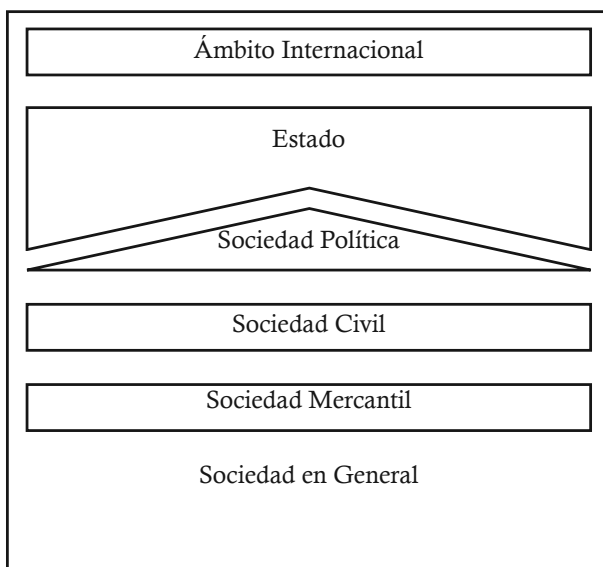 Ámbito Internacional
Estado
Sociedad Política
Sociedad Civil
Sociedad Mercantil
Sociedad en General